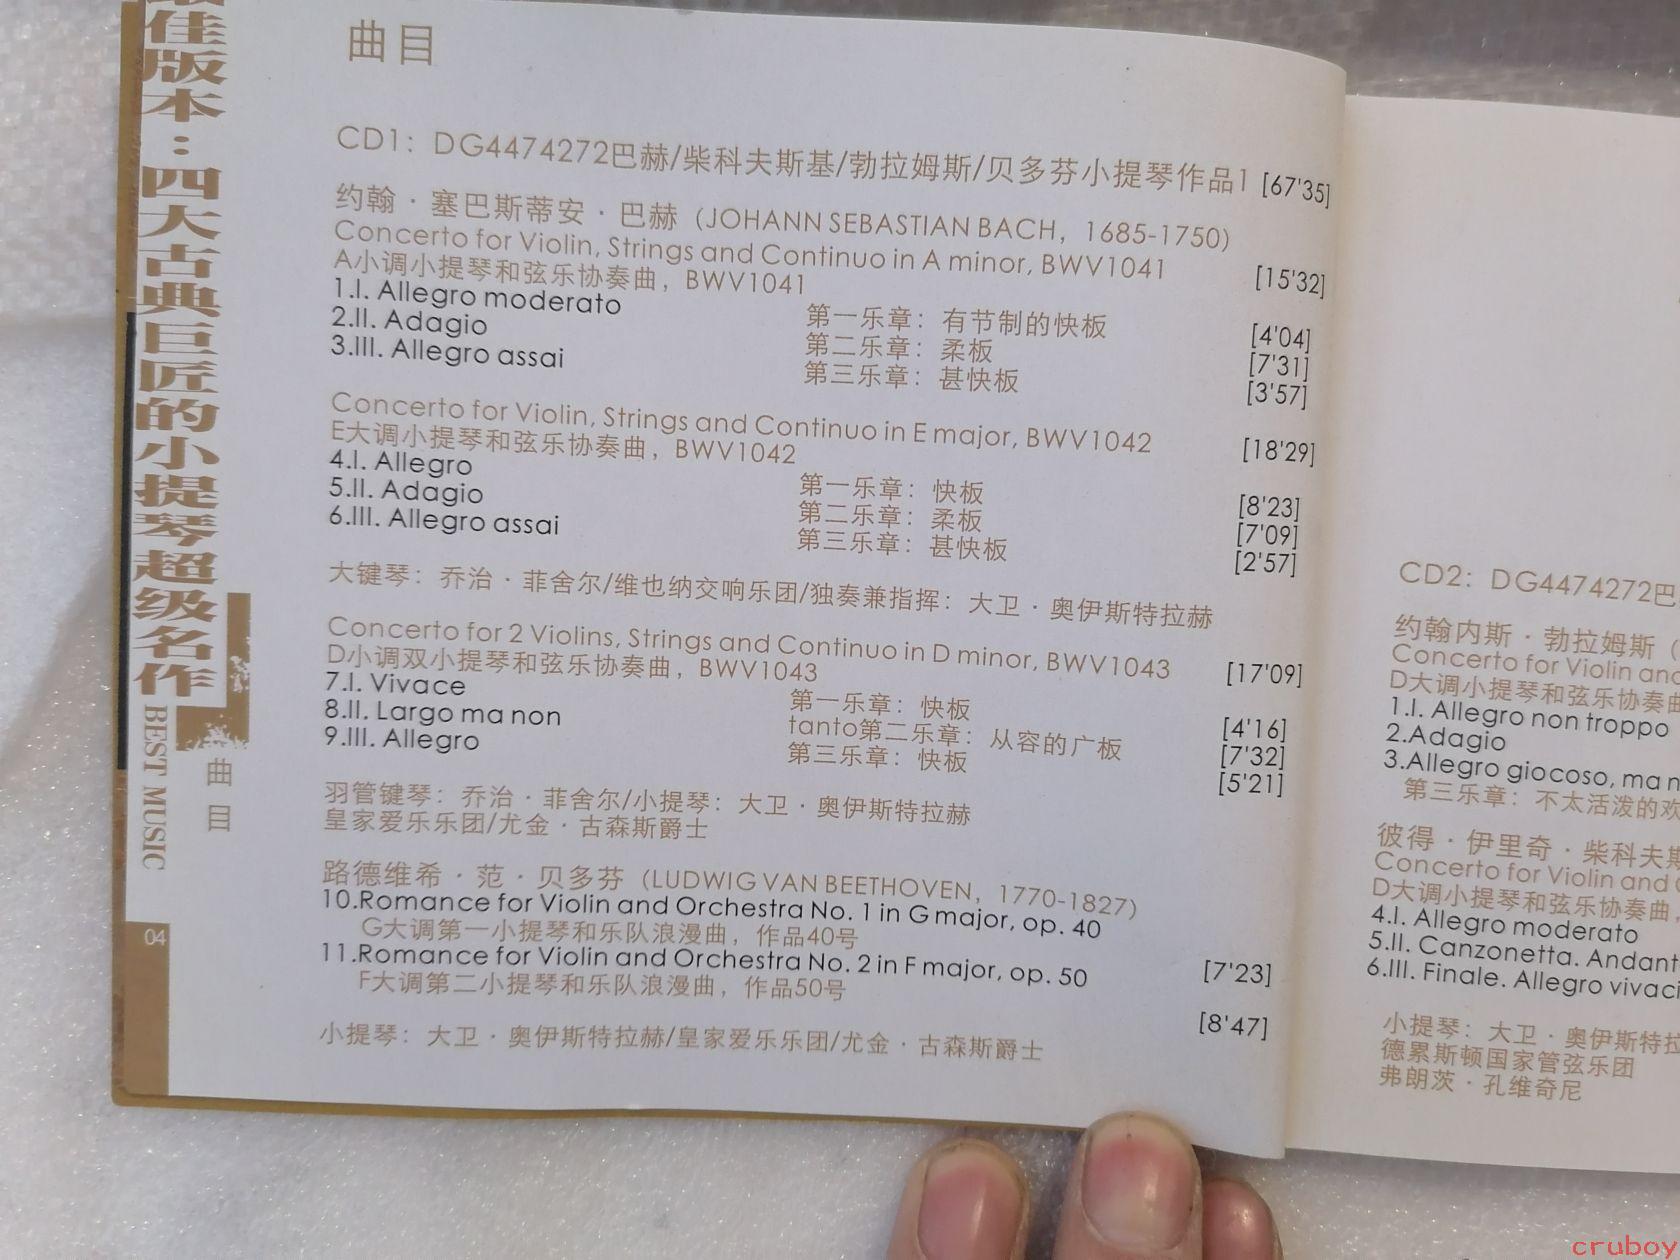 佳版本：四大古典巨匠的小提琴超级名作
BEST MUSIC
曲目
04
曲目
CD1：DG4474272巴赫/柴科夫斯基/勃拉姆斯/贝多芬小提琴作品1 [67'35]
约翰·塞巴斯蒂安·巴赫（JOHANN SEBASTIAN BACH，1685-1750）
Concerto for Violin, Strings and Continuo in A minor, BWV1041 [15'32]
A小调小提琴和弦乐协奏曲，BWV1041
1.I. Allegro moderato 第一乐章：有节制的快板 [4'04]
2.II. Adagio 第二乐章：柔板 [7'31]
3.III. Allegro assai 第三乐章：甚快板 [3'57]
Concerto for Violin, Strings and Continuo in E major, BWV1042 [18'29]
E大调小提琴和弦乐协奏曲，BWV1042
4.I. Allegro 第一乐章：快板 [8'23]
5.II. Adagio 第二乐章：柔板 [7'09]
6.III. Allegro assai 第三乐章：甚快板 [2'57]
大键琴：乔治·菲舍尔/维也纳交响乐团/独奏兼指挥：大卫·奥伊斯特拉赫
Concerto for 2 Violins, Strings and Continuo in D minor, BWV1043 [17'09]
D小调双小提琴和弦乐协奏曲，BWV1043
7.I. Vivace 第一乐章：快板 [4'16]
8.II. Largo ma non tanto第二乐章：从容的广板 [7'32]
9.III. Allegro 第三乐章：快板 [5'21]
羽管键琴：乔治·菲舍尔/小提琴：大卫·奥伊斯特拉赫
皇家爱乐乐团/尤金·古森斯爵士
路德维希·范·贝多芬（LUDWIG VAN BEETHOVEN，1770-1827）
10.Romance for Violin and Orchestra No. 1 in G major, op. 40
G大调第一小提琴和乐队浪漫曲，作品40号
11.Romance for Violin and Orchestra No. 2 in F major, op. 50 [7'23]
F大调第二小提琴和乐队浪漫曲，作品50号
[8'47]
小提琴：大卫·奥伊斯特拉赫/皇家爱乐乐团/尤金·古森斯爵士
CD2：DG4474272巴
约翰内斯·勃拉姆斯（
Concerto for Violin and
D大调小提琴和弦乐协奏曲
1.I. Allegro non troppo
2.Adagio
3.Allegro giocoso, ma n
第三乐章：不太活泼的欢
彼得·伊里奇·柴科夫斯
Concerto for Violin and
D大调小提琴和弦乐协奏曲，
4.I. Allegro moderato
5.II. Canzonetta. Andant
6.III. Finale. Allegro vivaci
小提琴：大卫·奥伊斯特拉
德累斯顿国家管弦乐团
弗朗茨·孔维奇尼
cruboy